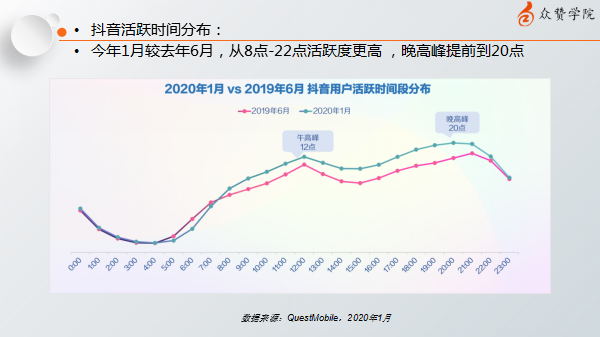 众赞学院
• 抖音活跃时间分布：
• 今年1月较去年6月，从8点-22点活跃度更高 ，晚高峰提前到20点
2020年1月 vs 2019年6月 抖音用户活跃时间段分布
2019年6月 2020年1月
午高峰
12点
晚高峰
20点
0:00 1:00 2:00 3:00 4:00 5:00 6:00 7:00 8:00 9:00 10:00 11:00 12:00 13:00 14:00 15:00 16:00 17:00 18:00 19:00 20:00 21:00 22:00 23:00
数据来源：QuestMobile，2020年1月